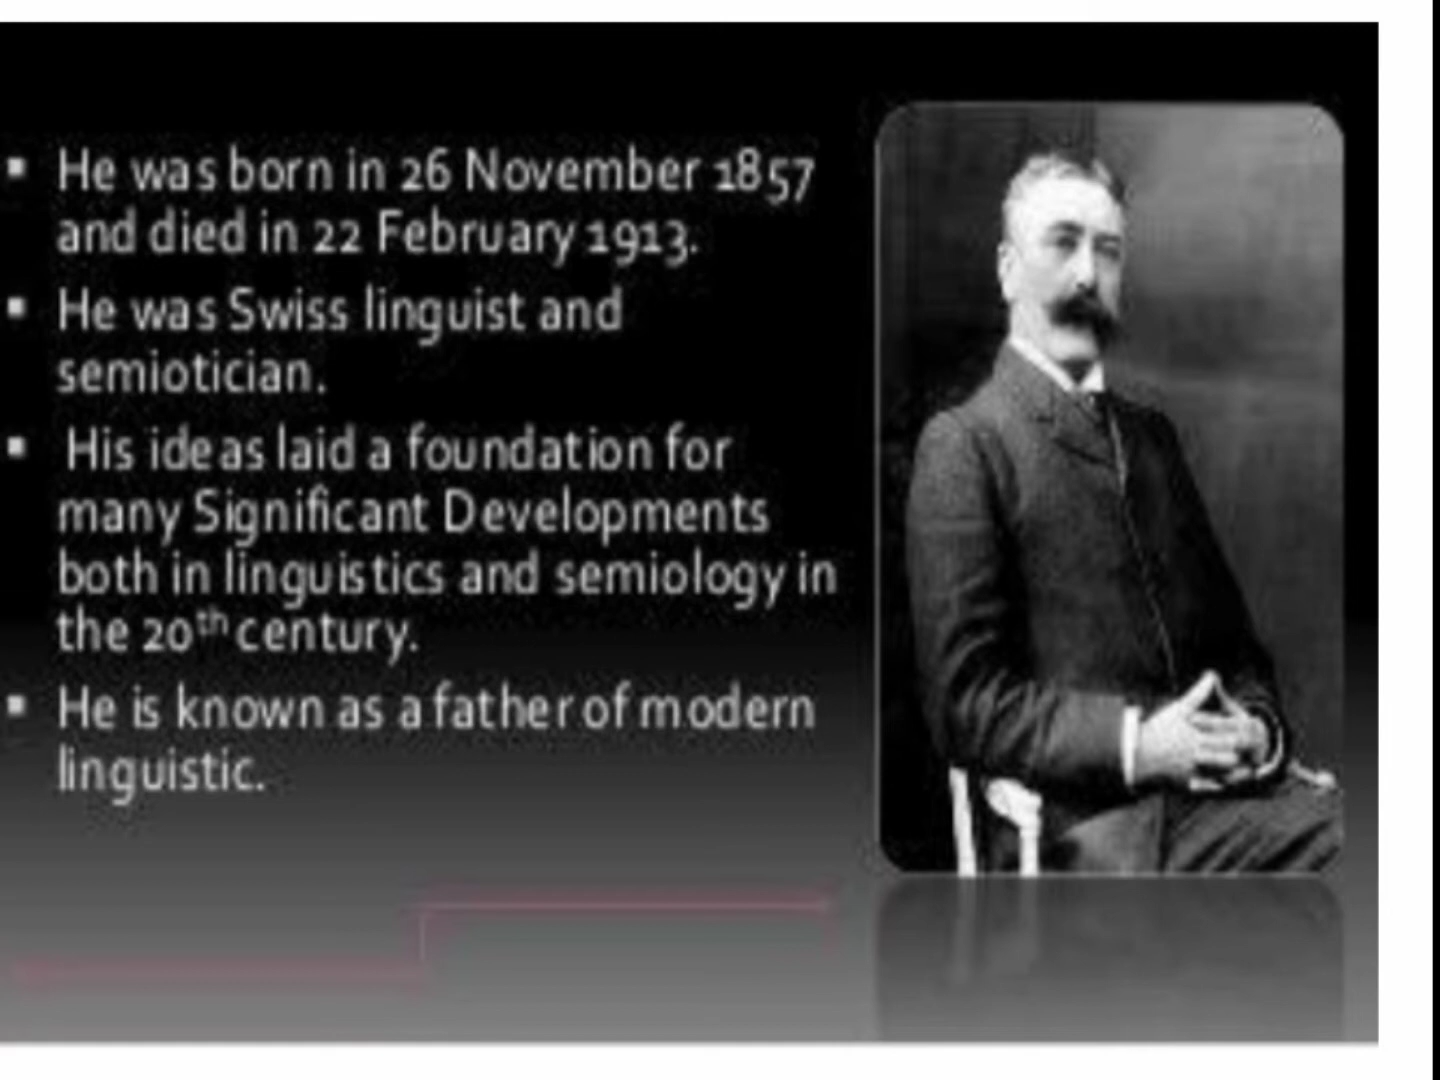 He was born in 26 November 1857
and died in 22 February 1913.
He was Swiss linguist and
semiotician.
His ideas laid a foundation for
many Significant Developments
both in linguistics and semiology in
the 20th century.
He is known as a father of modern
linguistic.